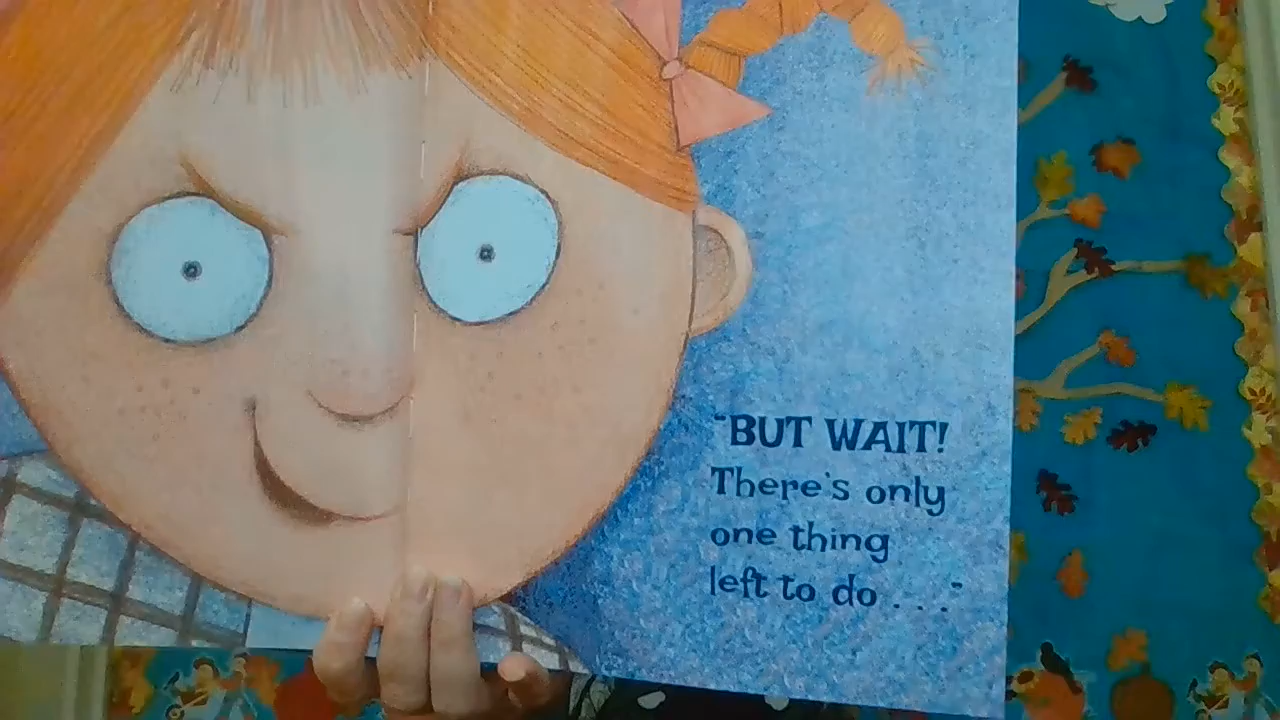 "BUT WAIT!
There's only
one thing
left to do . . ."